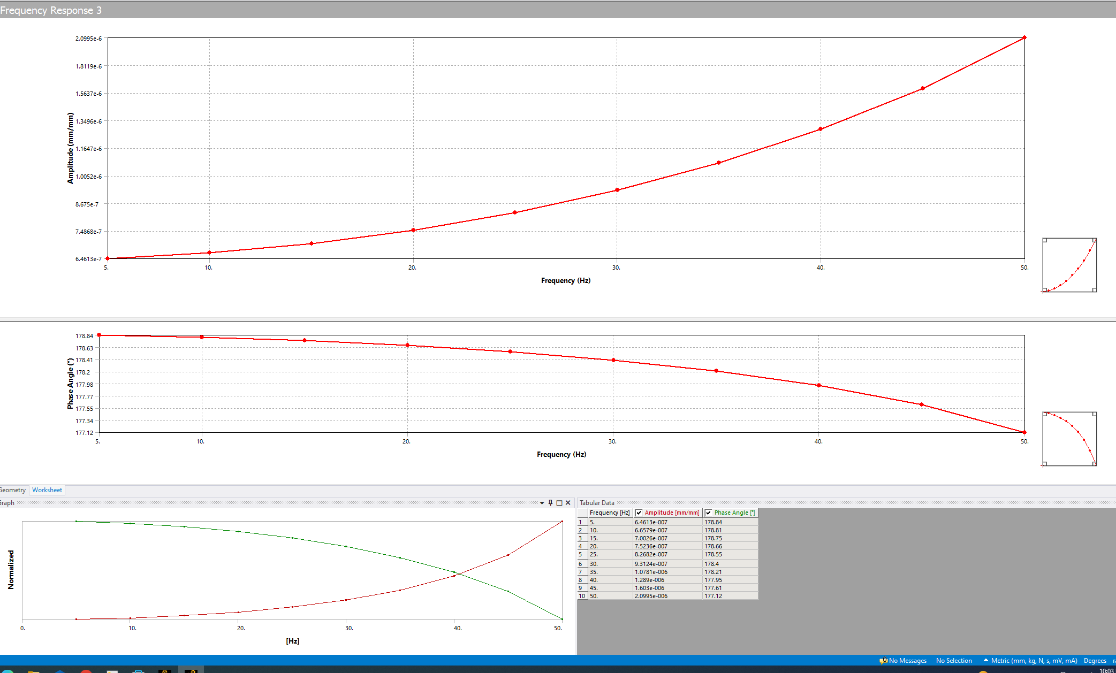 Frequency Response 3
2.0995e-6
1.8119e-6
1.5637e-6
1.3496e-6
1.1647e-6
1.0052e-6
8.675e-7
7.4868e-7
6.4613e-7
Amplitude (mm/mm)
5. 10. 20. 30. 40. 50.
Frequency (Hz)
178.84
178.63
178.41
178.2
177.98
177.77
177.55
177.34
177.12
Phase Angle (°)
5. 10. 20. 30. 40. 50.
Frequency (Hz)
Geometry Worksheet
Graph
Normalized
0. 10. 20. 30. 40. 50.
[Hz]
Tabular Data
Frequency [Hz] Amplitude [mm/mm] Phase Angle [°]
1 5. 6.4613e-007 178.84
2 10. 6.6579e-007 178.81
3 15. 7.0026e-007 178.75
4 20. 7.5236e-007 178.66
5 25. 8.2682e-007 178.55
6 30. 9.3124e-007 178.4
7 35. 1.0781e-006 178.21
8 40. 1.289e-006 177.95
9 45. 1.603e-006 177.61
10 50. 2.0995e-006 177.12
No Messages No Selection Metric (mm, kg, N, s, mV, mA) Degrees